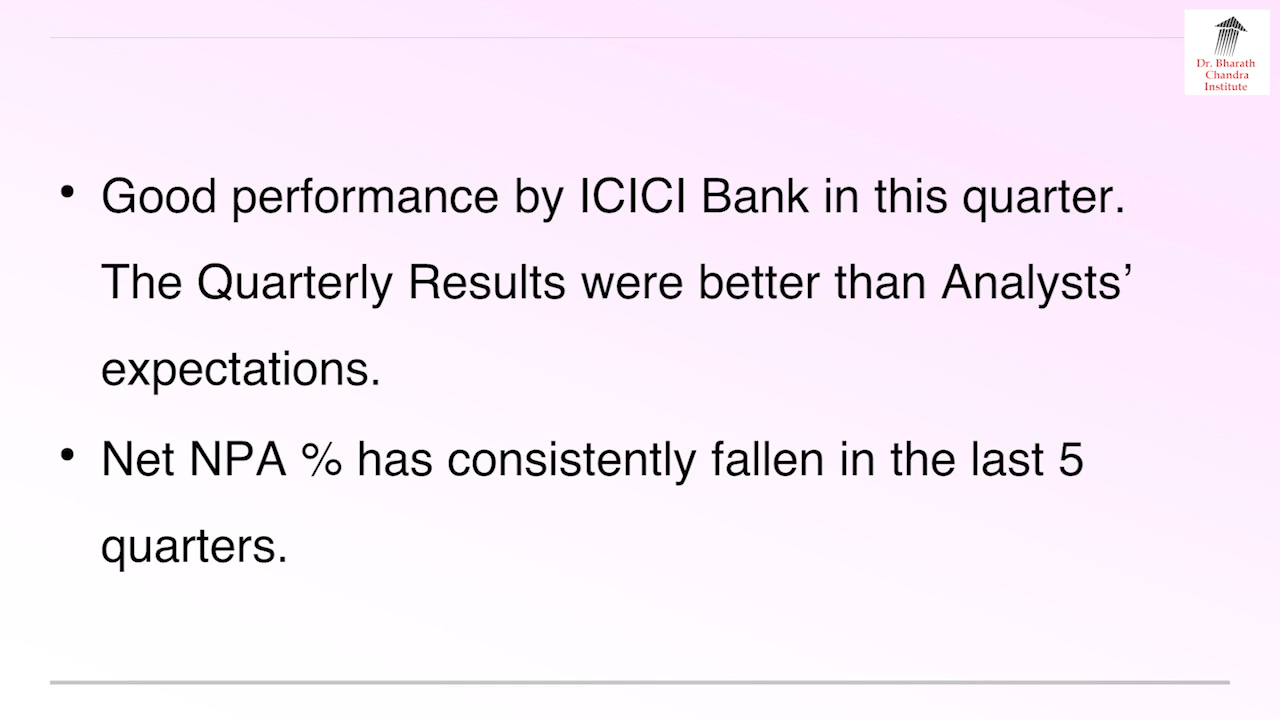 Dr. Bharath
Chandra
Institute
• Good performance by ICICI Bank in this quarter.
The Quarterly Results were better than Analysts’
expectations.
• Net NPA % has consistently fallen in the last 5
quarters.